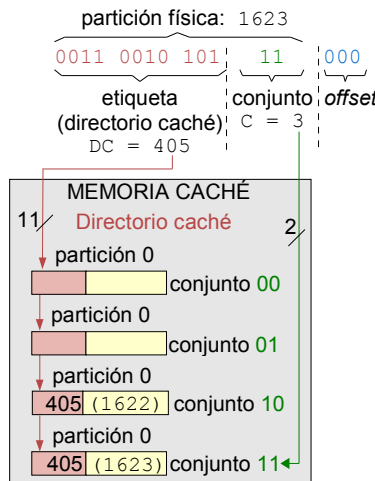 partición física: 1623
0011 0010 101 11 000
etiqueta conjunto offset
(directorio caché) C = 3
DC = 405
MEMORIA CACHÉ
11 Directorio caché 2
partición 0
conjunto 00
partición 0
conjunto 01
partición 0
405 (1622) conjunto 10
partición 0
405 (1623) conjunto 11